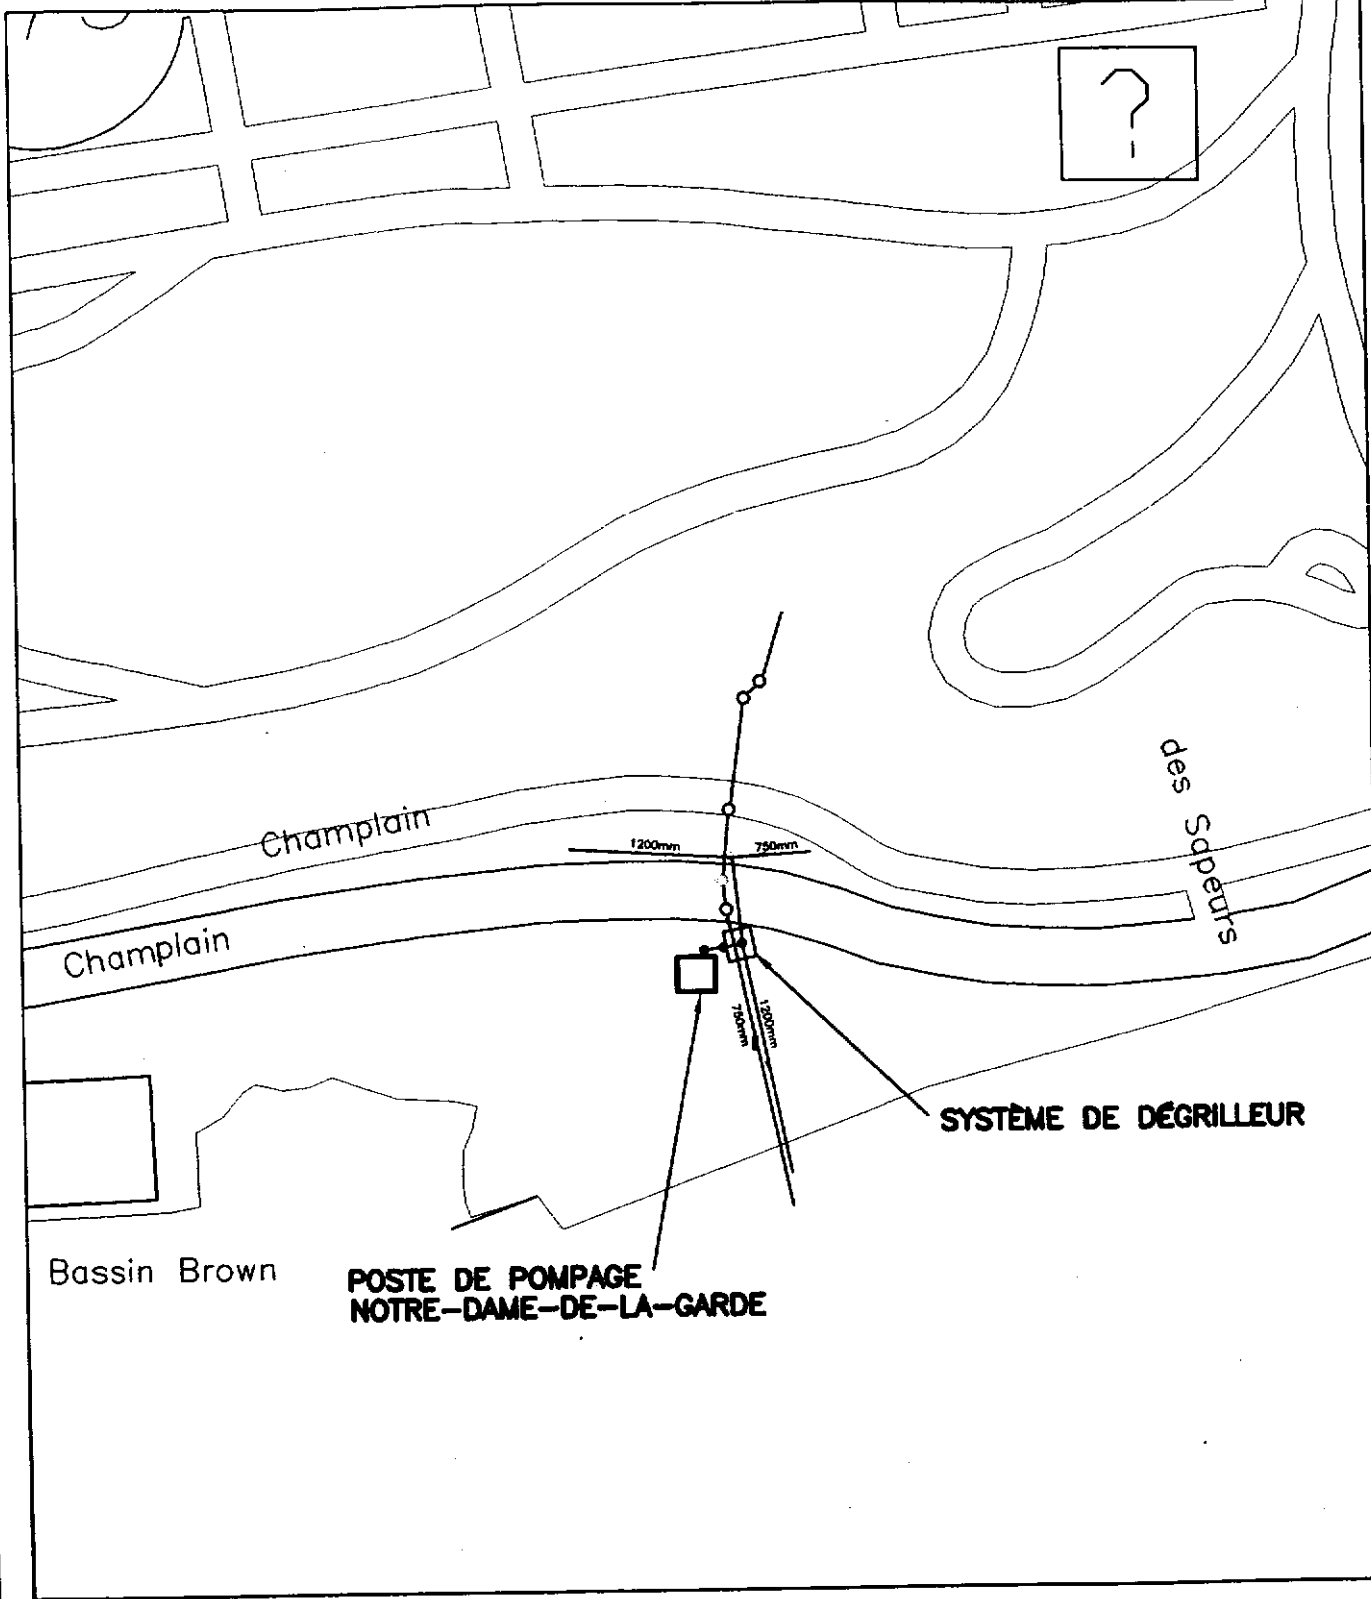 ?
des Sapeurs
Champlain
1200mm
750mm
Champlain
750mm
1200mm
SYSTÈME DE DÉGRILLEUR
Bassin Brown
POSTE DE POMPAGE
NOTRE-DAME-DE-LA-GARDE